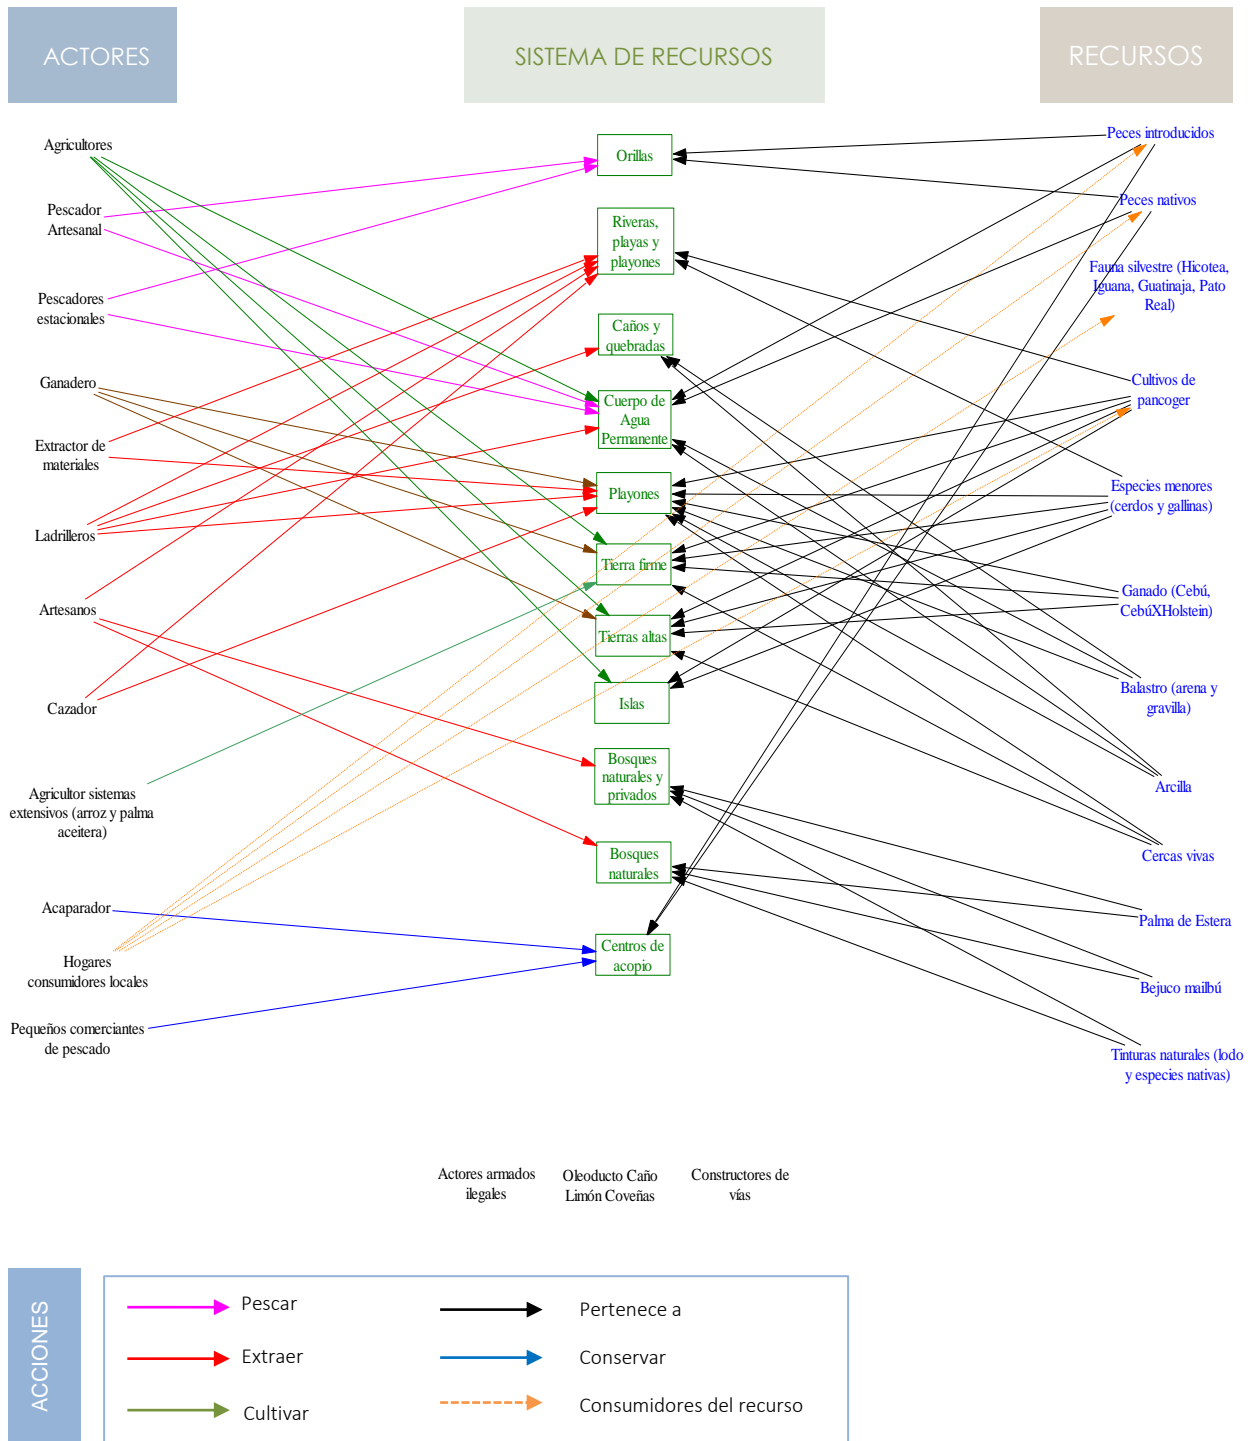 ACTORES
SISTEMA DE RECURSOS
RECURSOS
Agricultores
Pescador
Artesanal
Pescadores
estacionales
Ganadero
Extractor de
materiales
Ladrilleros
Artesanos
Cazador
Agricultor sistemas
extensivos (arroz y palma
aceitera)
Acaparador
Hogares
consumidores locales
Pequeños comerciantes
de pescado
Orillas
Riveras,
playas y
playones
Caños y
quebradas
Cuerpo de
Agua
Permanente
Playones
Tierra firme
Tierras altas
Islas
Bosques
naturales y
privados
Bosques
naturales
Centros de
acopio
Peces introducidos
Peces nativos
Fauna silvestre (Hicotea,
Iguana, Guatinaja, Pato
Real)
Cultivos de
pancoger
Especies menores
(cerdos y gallinas)
Ganado (Cebú,
CebúXHolstein)
Balastro (arena y
gravilla)
Arcilla
Cercas vivas
Palma de Estera
Bejuco mailbú
Tinturas naturales (lodo
y especies nativas)
Actores armados
ilegales
Oleoducto Caño
Limón Coveñas
Constructores de
vías
ACCIONES
Pescar
Extraer
Cultivar
Pertenece a
Conservar
Consumidores del recurso